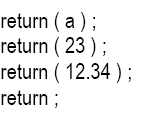 return ( a ) ;
return ( 23 ) ;
return ( 12.34 ) ;
return ;